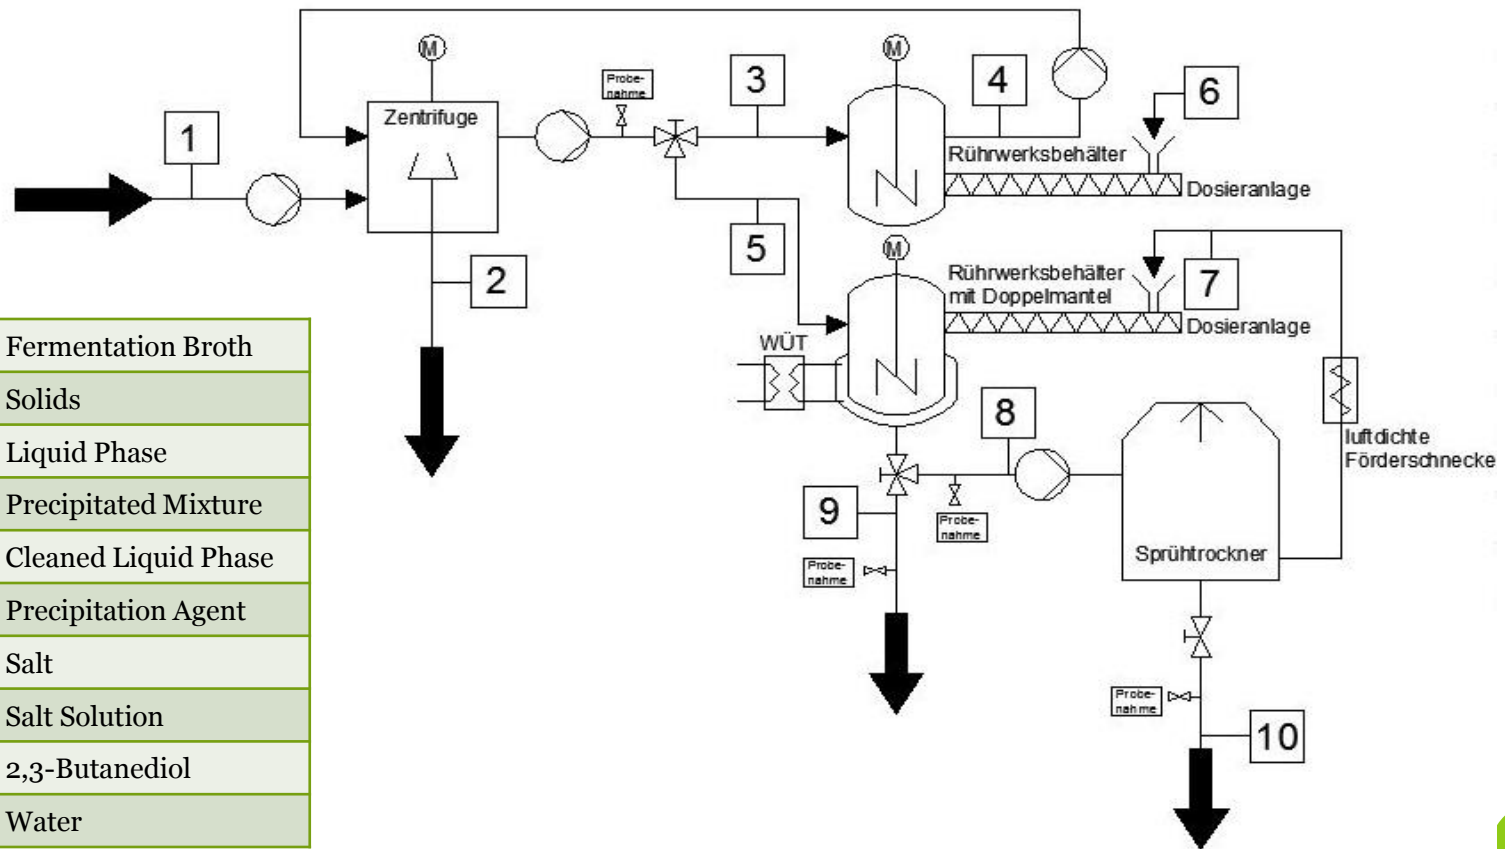 M
M
Probe-
nahme
3
4
6
Zentrifuge
1
Rührwerksbehälter
Dosieranlage
5
M
2
Rührwerksbehälter
mit Doppelmantel
7
Dosieranlage
WÜT
8
luftdichte
Förderschnecke
9
Probe-
nahme
Sprühtrockner
Probe-
nahme
Probe-
nahme
10
Fermentation Broth
Solids
Liquid Phase
Precipitated Mixture
Cleaned Liquid Phase
Precipitation Agent
Salt
Salt Solution
2,3-Butanediol
Water